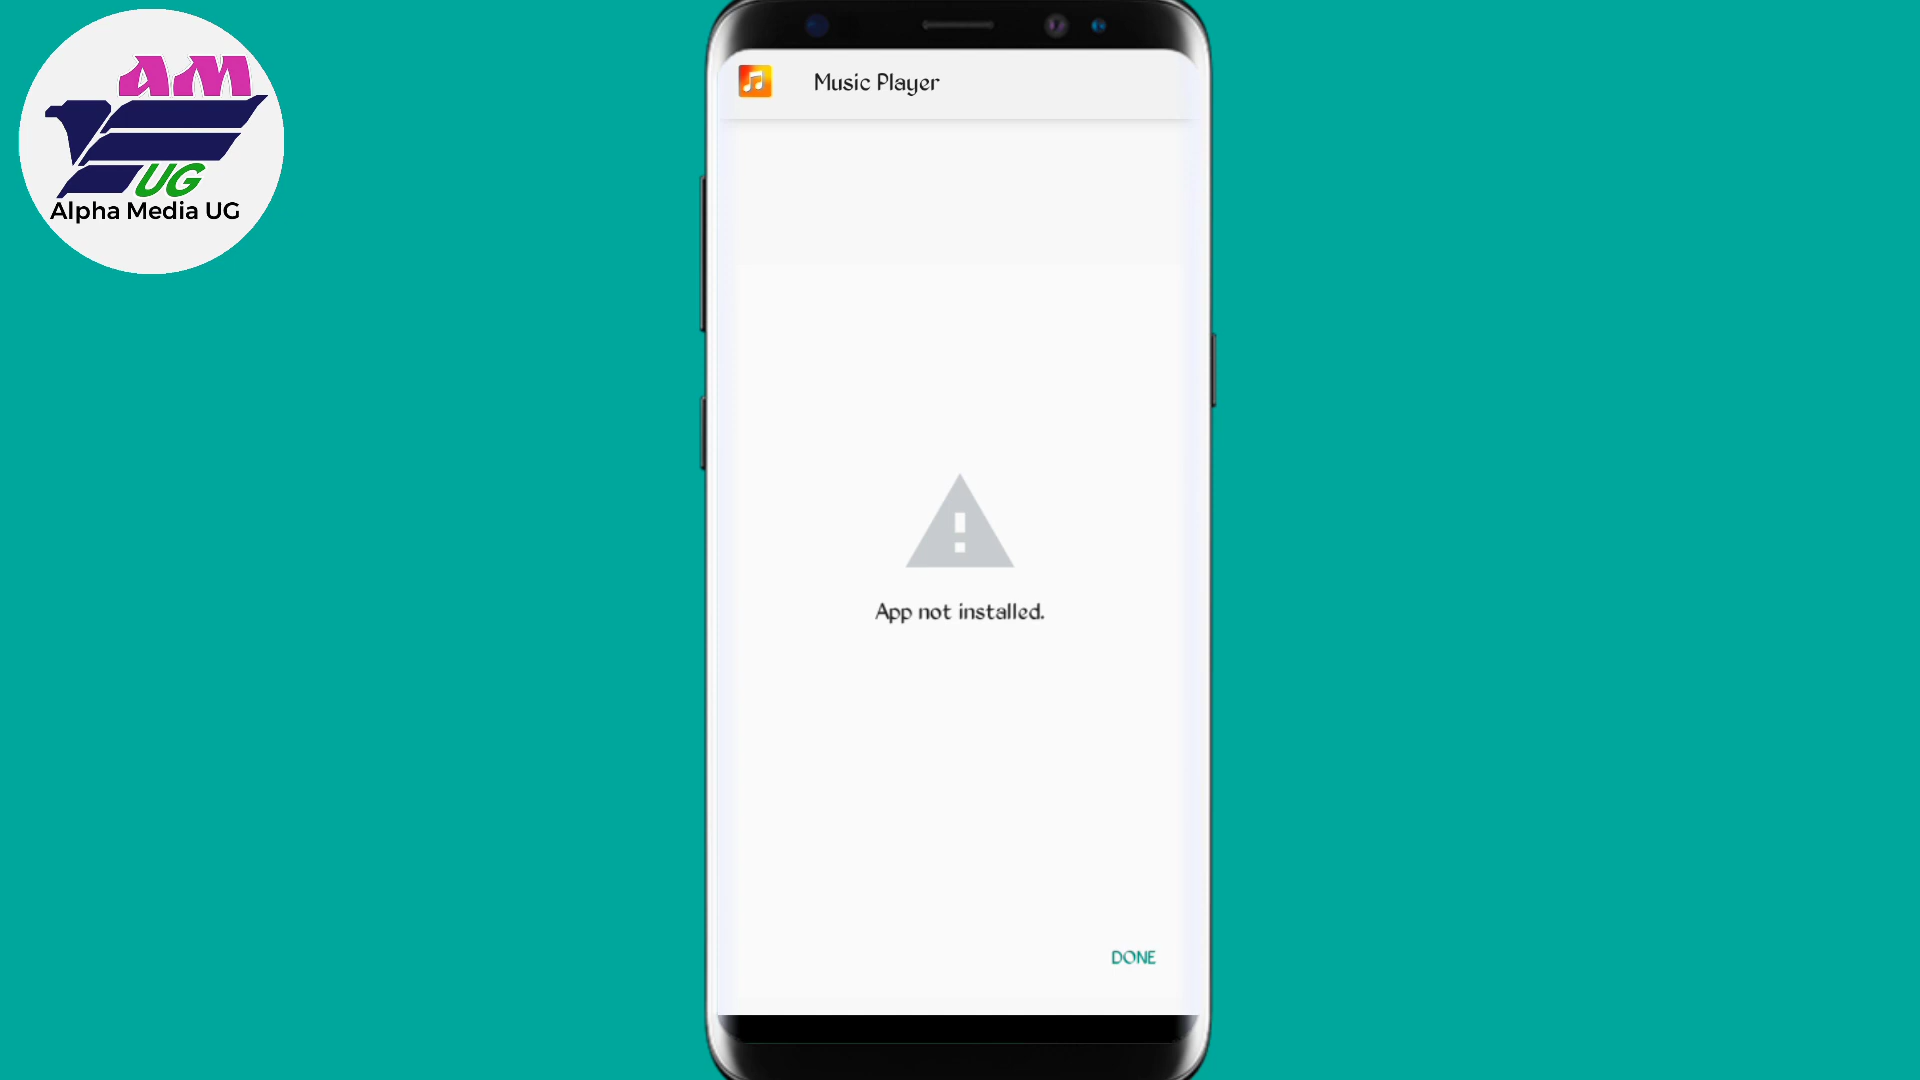 AM
UG
Alpha Media UG
Music Player
App not installed.
DONE